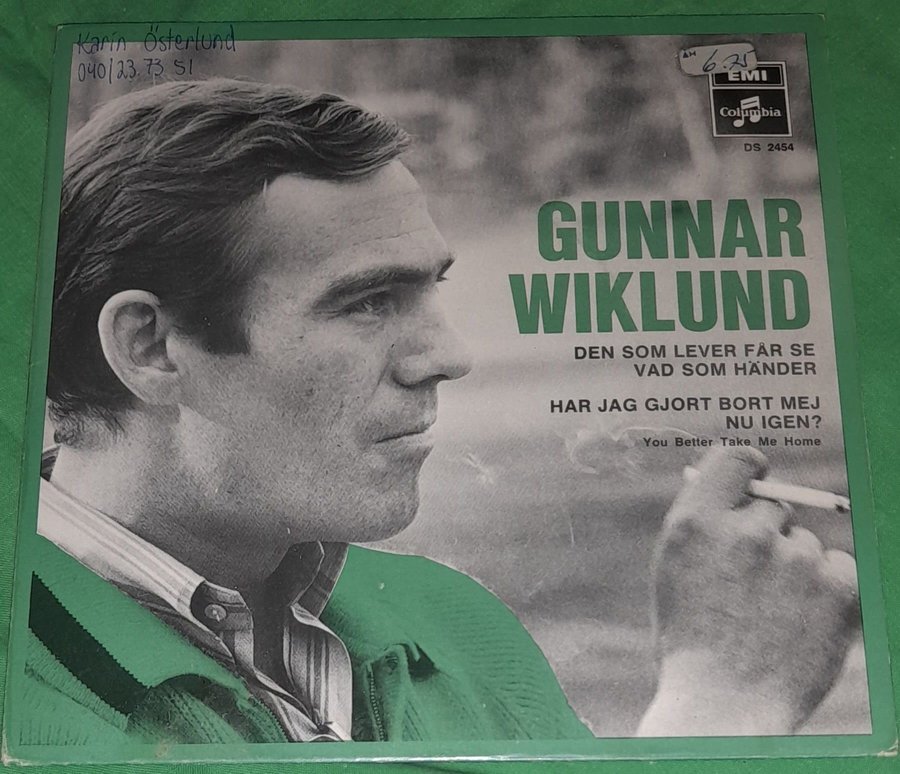 Karin Österlund
040/23 73 51
AH
6.25
EMI
Columbia
DS 2454
GUNNAR
WIKLUND
DEN SOM LEVER FÅR SE
VAD SOM HÄNDER
HAR JAG GJORT BORT MEJ
NU IGEN?
You Better Take Me Home